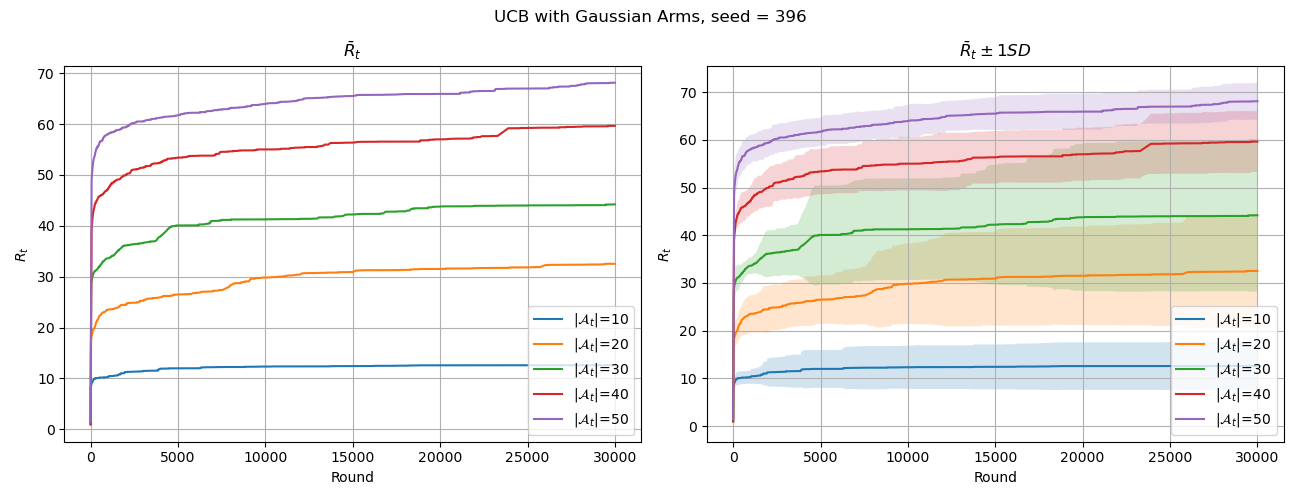 UCB with Gaussian Arms, seed = 396
R̄ₜ
70
60
50
40
30
20
10
0
Rₜ
0 5000 10000 15000 20000 25000 30000
Round
|𝒜ₜ|=10
|𝒜ₜ|=20
|𝒜ₜ|=30
|𝒜ₜ|=40
|𝒜ₜ|=50
R̄ₜ ± 1SD
70
60
50
40
30
20
10
0
Rₜ
0 5000 10000 15000 20000 25000 30000
Round
|𝒜ₜ|=10
|𝒜ₜ|=20
|𝒜ₜ|=30
|𝒜ₜ|=40
|𝒜ₜ|=50